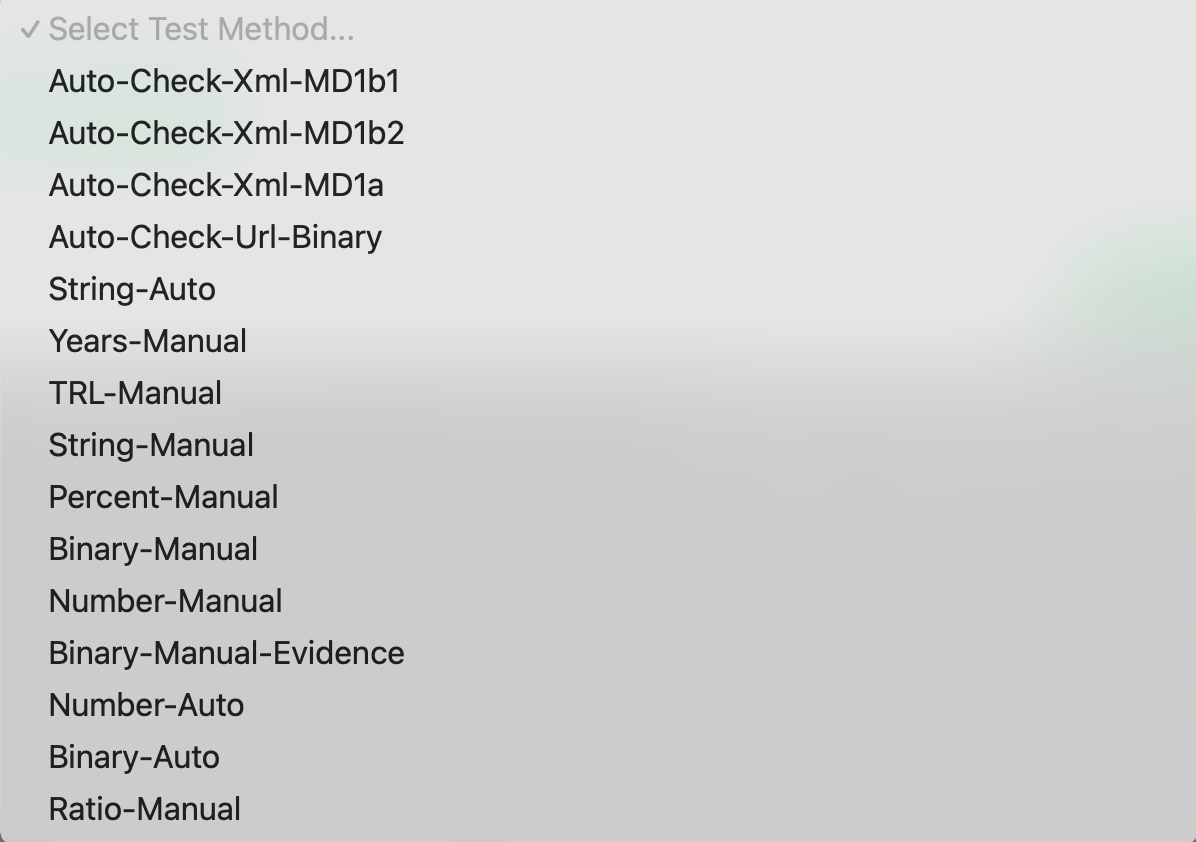 ✓ Select Test Method...
Auto-Check-Xml-MD1b1
Auto-Check-Xml-MD1b2
Auto-Check-Xml-MD1a
Auto-Check-Url-Binary
String-Auto
Years-Manual
TRL-Manual
String-Manual
Percent-Manual
Binary-Manual
Number-Manual
Binary-Manual-Evidence
Number-Auto
Binary-Auto
Ratio-Manual